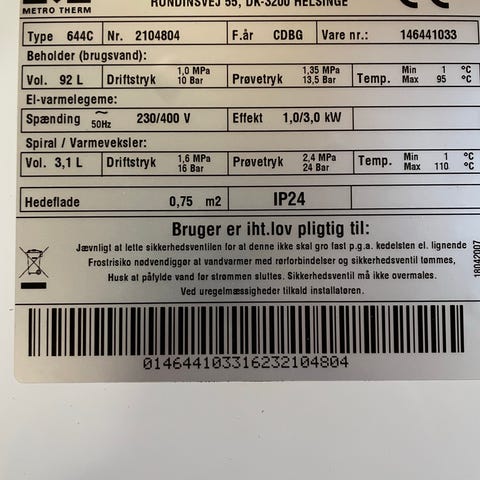 METRO THERM
RUNDINSVEJ 55, DK-3200 HELSINGE
Type 644C Nr. 2104804 F.år CDBG Vare nr.: 146441033
Beholder (brugsvand):
Vol. 92 L Driftstryk 1,0 MPa 10 Bar Prøvetryk 1,35 MPa 13,5 Bar Temp. Min 1 °C Max 95 °C
El-varmelegeme:
Spænding ~ 50Hz 230/400 V Effekt 1,0/3,0 kW
Spiral / Varmeveksler:
Vol. 3,1 L Driftstryk 1,6 MPa 16 Bar Prøvetryk 2,4 MPa 24 Bar Temp. Min 1 °C Max 110 °C
Hedeflade 0,75 m2 IP24
Bruger er iht.lov pligtig til:
Jævnligt at lette sikkerhedsventilen for at denne ikke skal gro fast p.g.a. kedelsten el. lignende
Frostrisiko nødvendiggør at vandvarmer med rørforbindelser og sikkerhedsventil tømmes,
Husk at påfylde vand før strømmen sluttes. Sikkerhedsventil må ikke overmales.
Ved uregelmæssigheder tilkald installatøren.
18042007
014644103316232104804